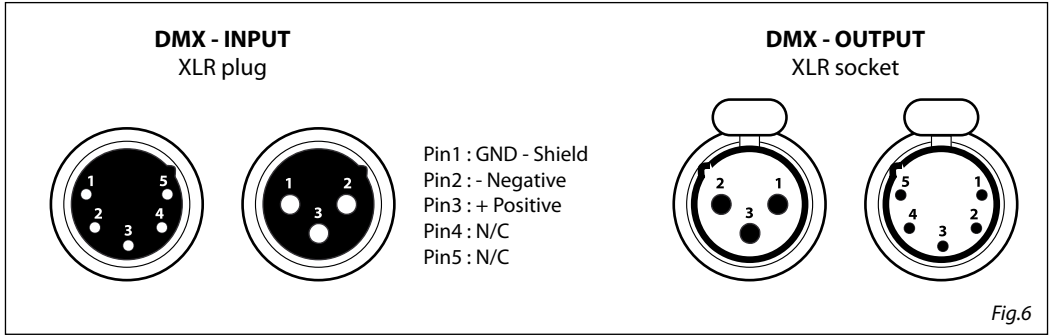 DMX - INPUT
XLR plug
1 5
2 4
3
1 2
3
Pin1 : GND - Shield
Pin2 : - Negative
Pin3 : + Positive
Pin4 : N/C
Pin5 : N/C
DMX - OUTPUT
XLR socket
2 1
3
5 1
4 2
3
Fig.6